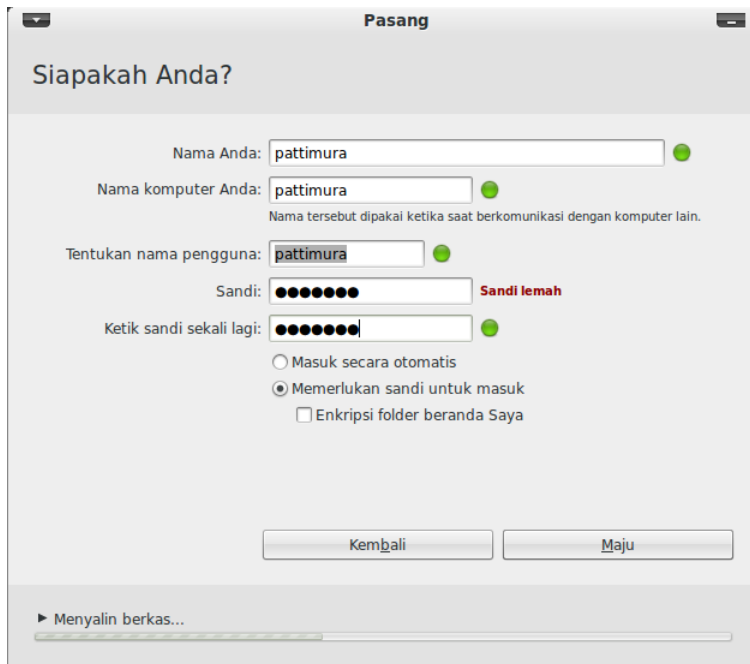 Pasang
Siapakah Anda?
Nama Anda: pattimura
Nama komputer Anda: pattimura
Nama tersebut dipakai ketika saat berkomunikasi dengan komputer lain.
Tentukan nama pengguna: pattimura
Sandi: ●●●●●●● Sandi lemah
Ketik sandi sekali lagi: ●●●●●●●
Masuk secara otomatis
Memerlukan sandi untuk masuk
Enkripsi folder beranda Saya
Kembali Maju
Menyalin berkas...